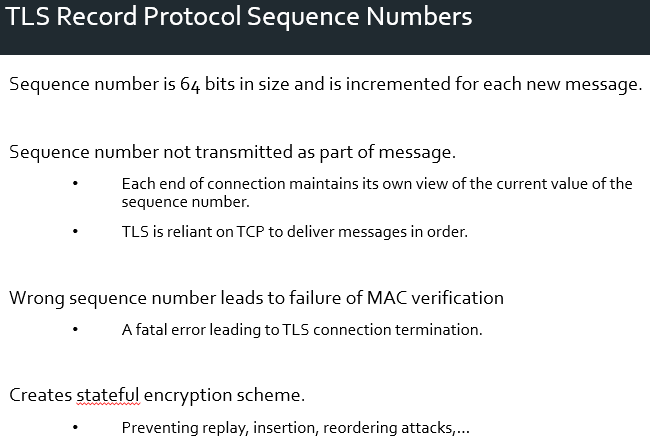 TLS Record Protocol Sequence Numbers
Sequence number is 64 bits in size and is incremented for each new message.
Sequence number not transmitted as part of message.
• Each end of connection maintains its own view of the current value of the
sequence number.
• TLS is reliant on TCP to deliver messages in order.
Wrong sequence number leads to failure of MAC verification
• A fatal error leading to TLS connection termination.
Creates stateful encryption scheme.
• Preventing replay, insertion, reordering attacks,...